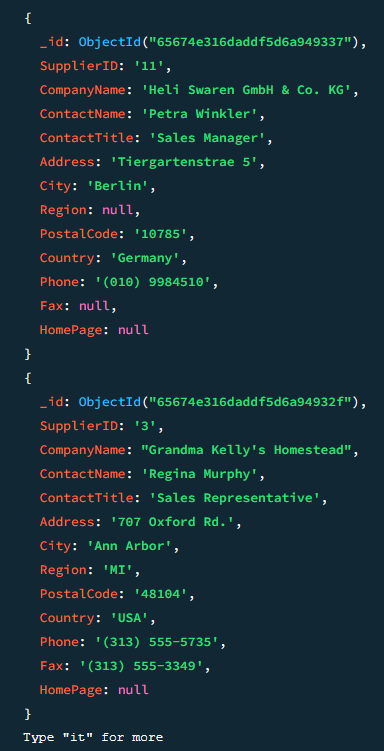 {
_id: ObjectId("65674e316daddf5d6a949337"),
SupplierID: '11',
CompanyName: 'Heli Swaren GmbH & Co. KG',
ContactName: 'Petra Winkler',
ContactTitle: 'Sales Manager',
Address: 'Tiergartenstrae 5',
City: 'Berlin',
Region: null,
PostalCode: '10785',
Country: 'Germany',
Phone: '(010) 9984510',
Fax: null,
HomePage: null
}
{
_id: ObjectId("65674e316daddf5d6a94932f"),
SupplierID: '3',
CompanyName: "Grandma Kelly's Homestead",
ContactName: 'Regina Murphy',
ContactTitle: 'Sales Representative',
Address: '707 Oxford Rd.',
City: 'Ann Arbor',
Region: 'MI',
PostalCode: '48104',
Country: 'USA',
Phone: '(313) 555-5735',
Fax: '(313) 555-3349',
HomePage: null
}
Type "it" for more